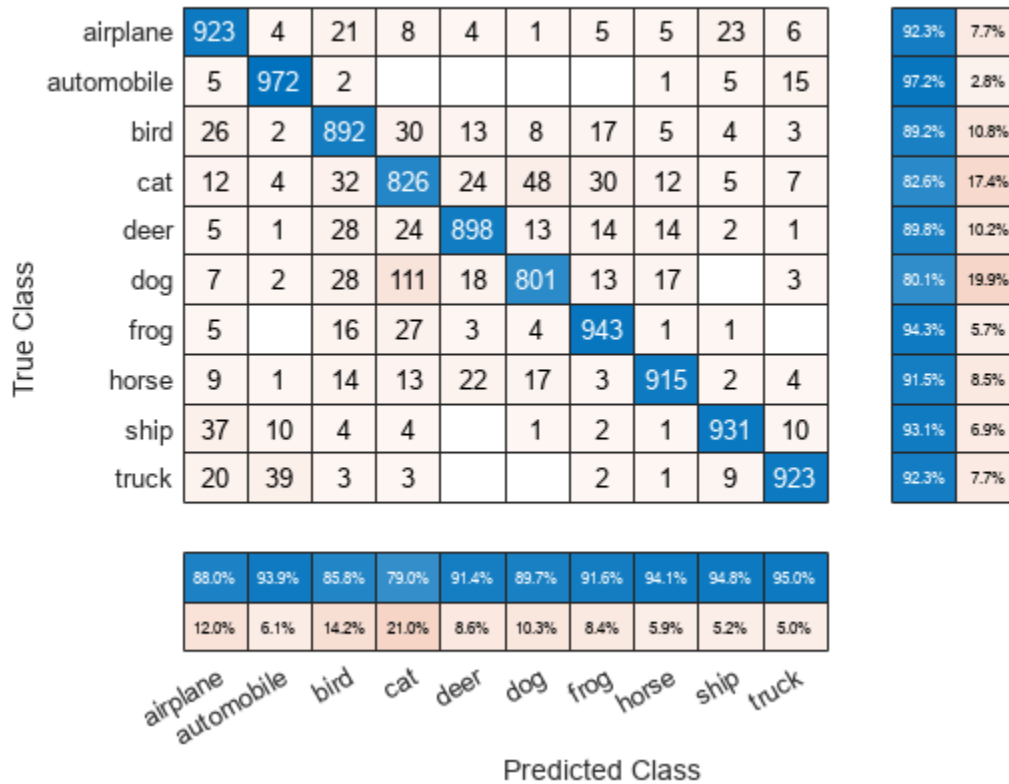 airplane 923 4 21 8 4 1 5 5 23 6 92.3% 7.7%
automobile 5 972 2 1 5 15 97.2% 2.8%
bird 26 2 892 30 13 8 17 5 4 3 89.2% 10.8%
cat 12 4 32 826 24 48 30 12 5 7 82.6% 17.4%
deer 5 1 28 24 898 13 14 14 2 1 89.8% 10.2%
dog 7 2 28 111 18 801 13 17 3 80.1% 19.9%
frog 5 16 27 3 4 943 1 1 94.3% 5.7%
horse 9 1 14 13 22 17 3 915 2 4 91.5% 8.5%
ship 37 10 4 4 1 2 1 931 10 93.1% 6.9%
truck 20 39 3 3 2 1 9 923 92.3% 7.7%
True Class
88.0% 93.9% 85.8% 79.0% 91.4% 89.7% 91.6% 94.1% 94.8% 95.0%
12.0% 6.1% 14.2% 21.0% 8.6% 10.3% 8.4% 5.9% 5.2% 5.0%
airplane automobile bird cat deer dog frog horse ship truck
Predicted Class